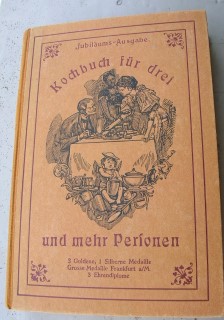 Jubiläums-Ausgabe.
Kochbuch für drei
und mehr Personen
2 Goldene, 1 Silberne Medaille
Grosse Medaille Frankfurt a/M.
3 Ehrendiplome